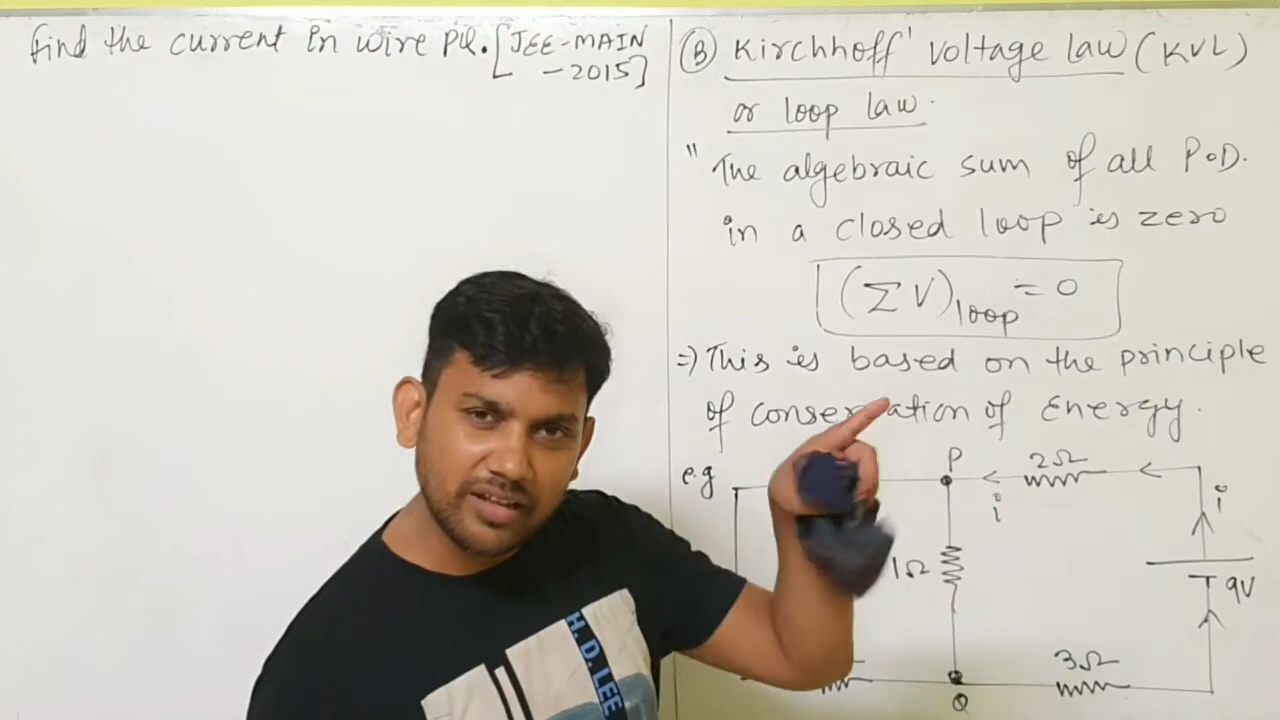 find the current in wire PQ. [JEE-MAIN
-2015]
(B) Kirchhoff' voltage law (KVL)
or loop law.
" The algebraic sum of all P.D.
in a closed loop is zero
(ΣV)loop = 0
=) This is based on the principle
of conservation of Energy.
e.g
P
2Ω
i
i
1Ω
9V
3Ω
Q
H. D. LEE